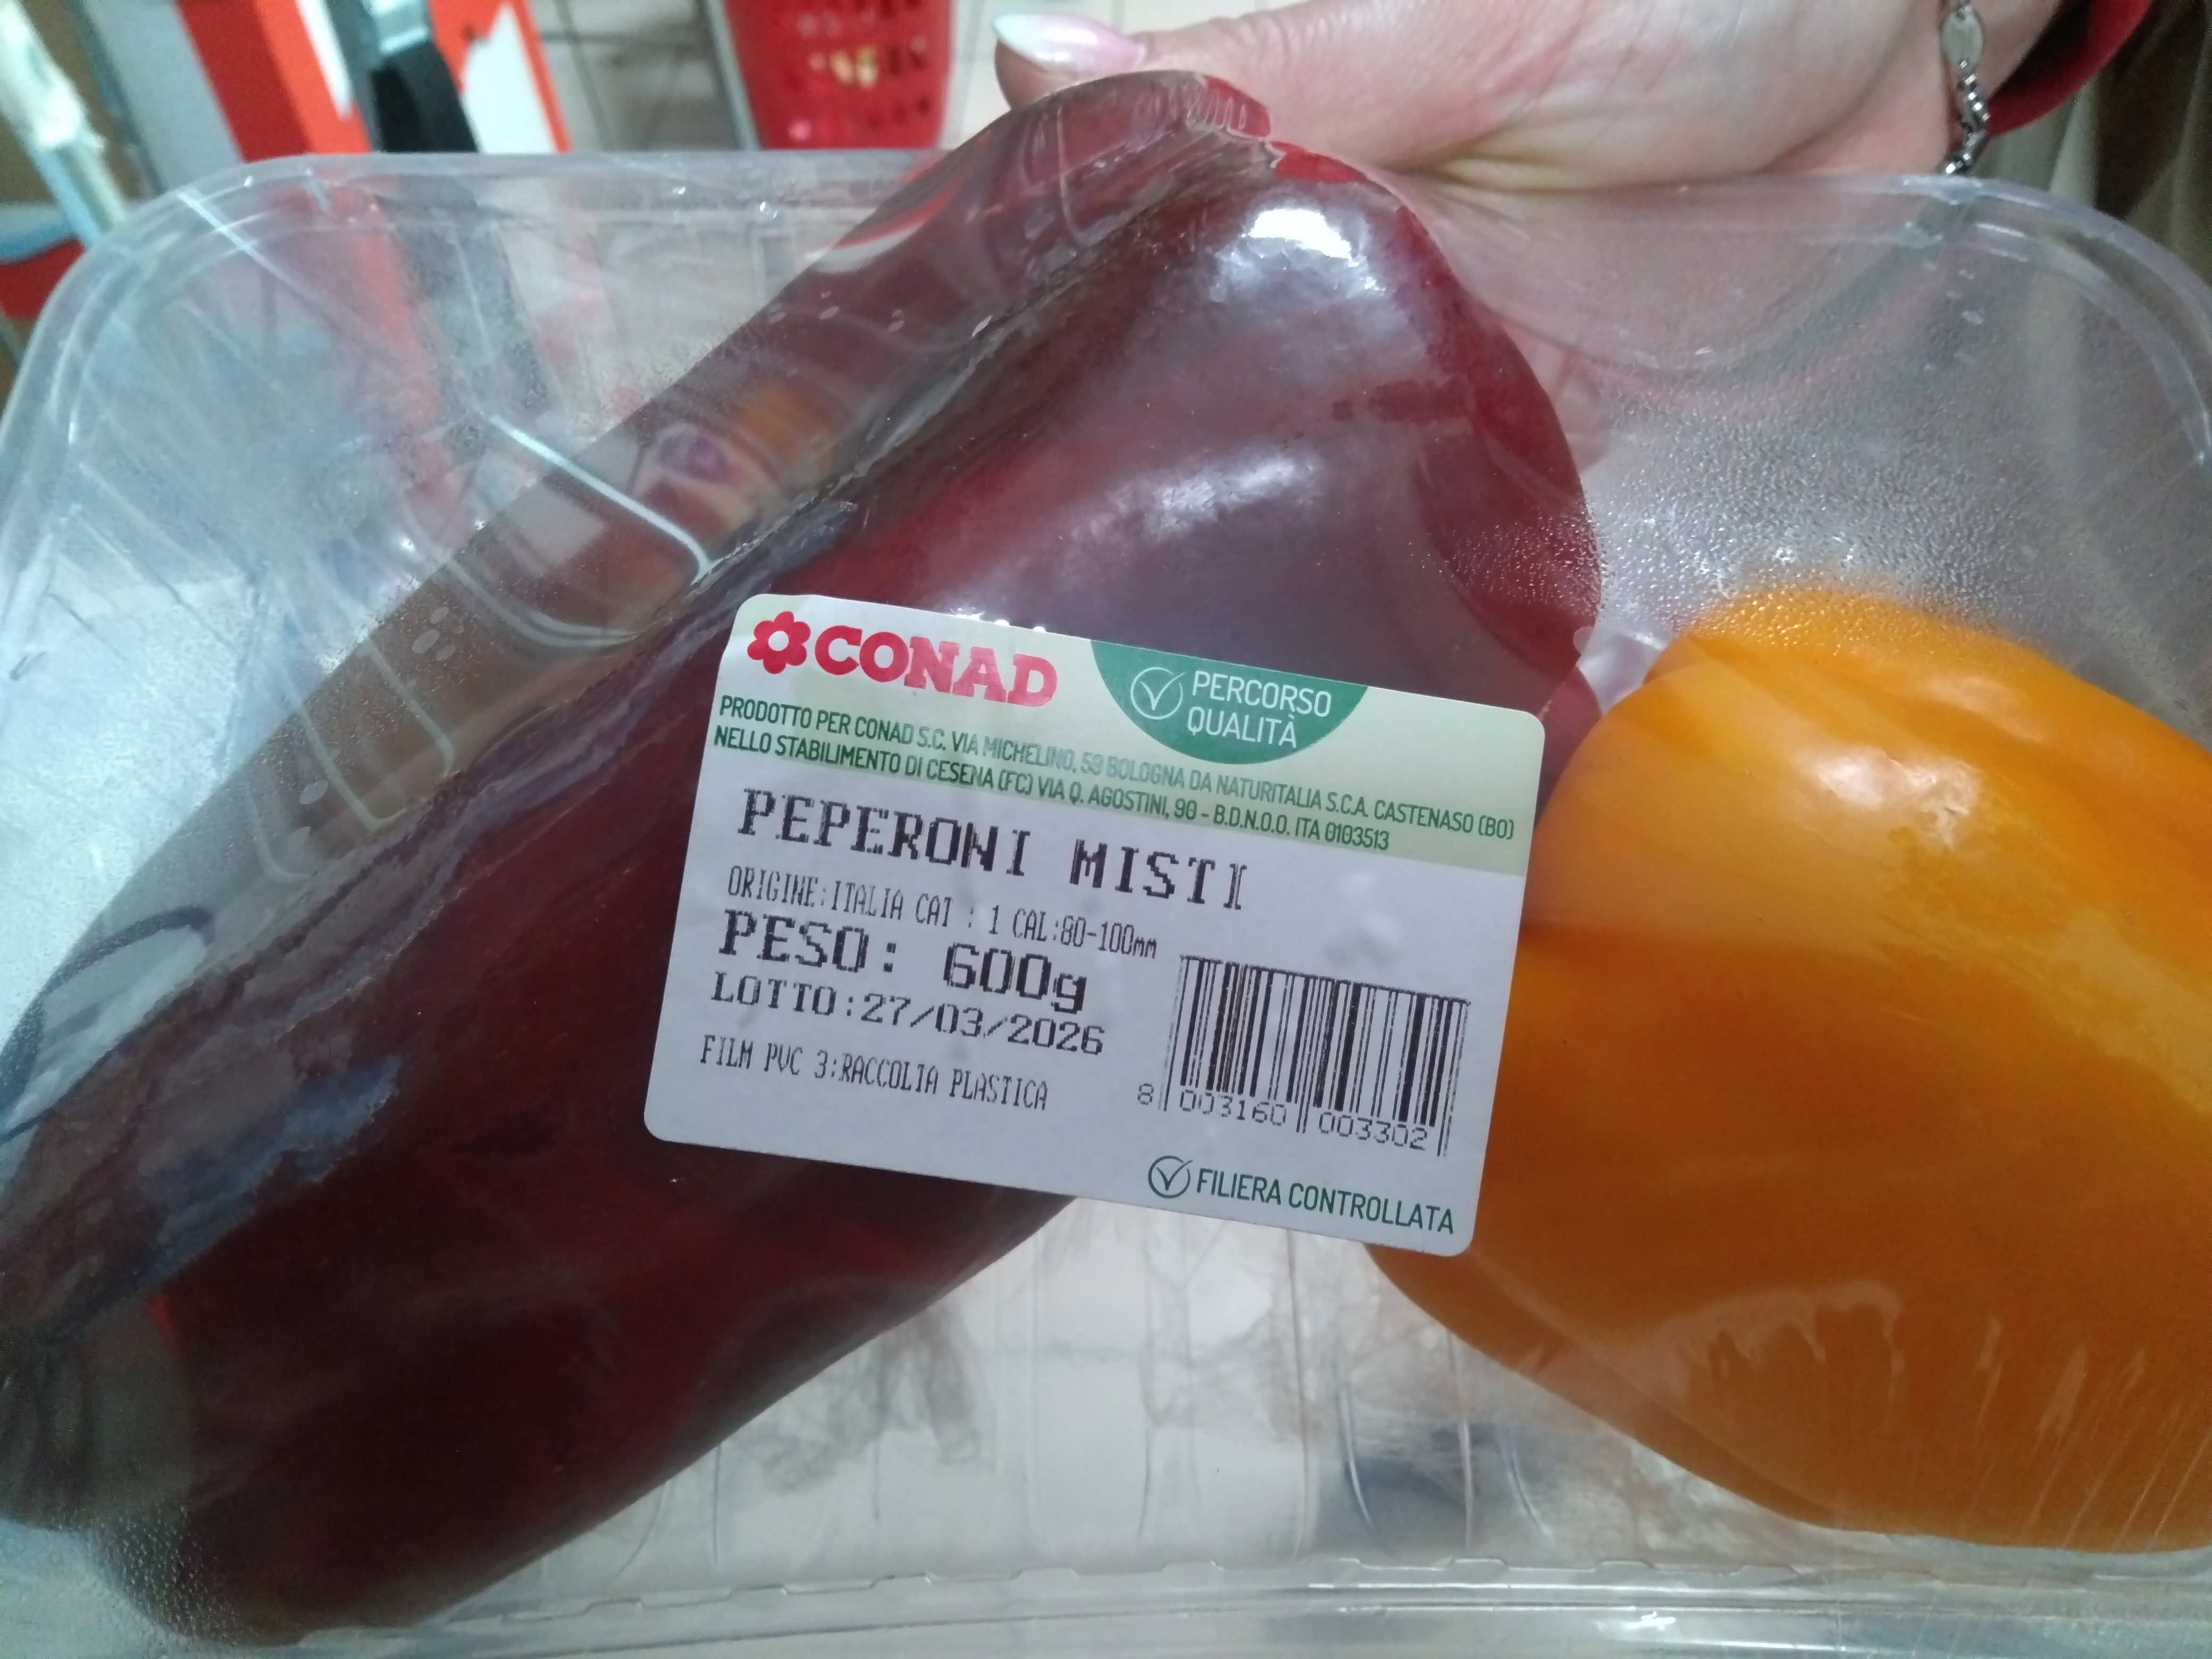 CONAD
PERCORSO
QUALITÀ
PRODOTTO PER CONAD S.C. VIA MICHELINO, 59 BOLOGNA DA NATURITALIA S.C.A. CASTENASO (BO)
NELLO STABILIMENTO DI CESENA (FC) VIA Q. AGOSTINI, 90 - B.D.N.O.O. ITA 0103513
PEPERONI MISTI
ORIGINE:ITALIA CAT : 1 CAL:80-100mm
PESO: 600g
LOTTO:27/03/2026
FILM PVC 3:RACCOLTA PLASTICA
8 003160 003302
FILIERA CONTROLLATA